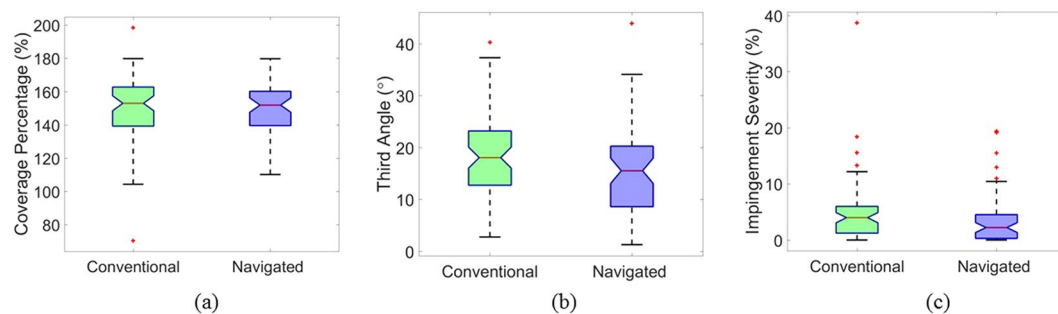 Coverage Percentage (%)
200
180
160
140
120
100
80
Conventional Navigated
(a)
Third Angle (°)
40
30
20
10
0
Conventional Navigated
(b)
Impingement Severity (%)
40
30
20
10
0
Conventional Navigated
(c)